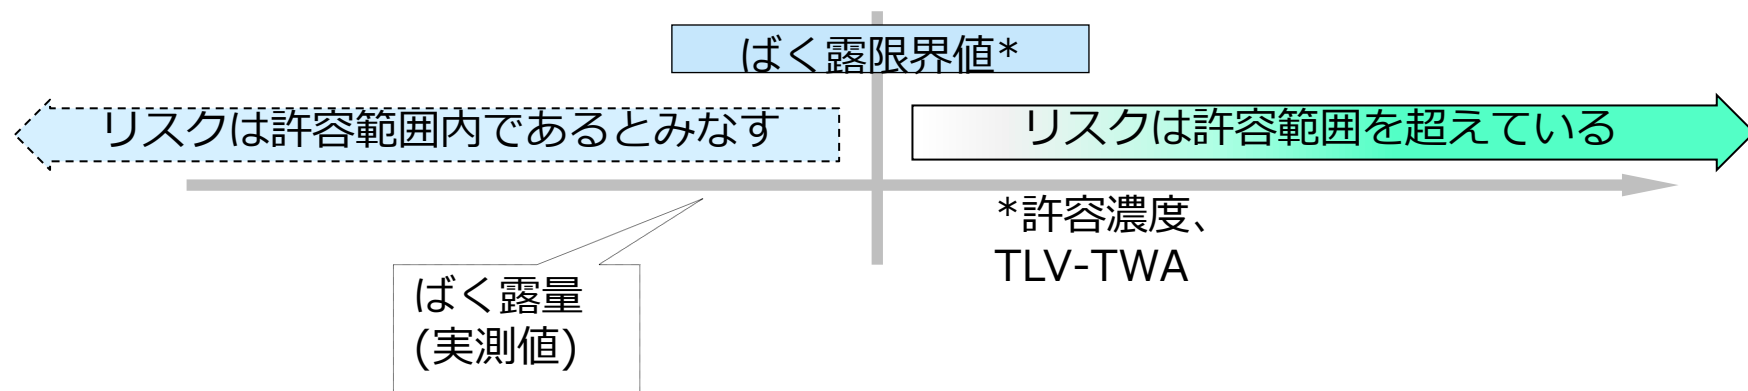 ばく露限界値*
リスクは許容範囲内であるとみなす
リスクは許容範囲を超えている
*許容濃度、
TLV-TWA
ばく露量
(実測値)